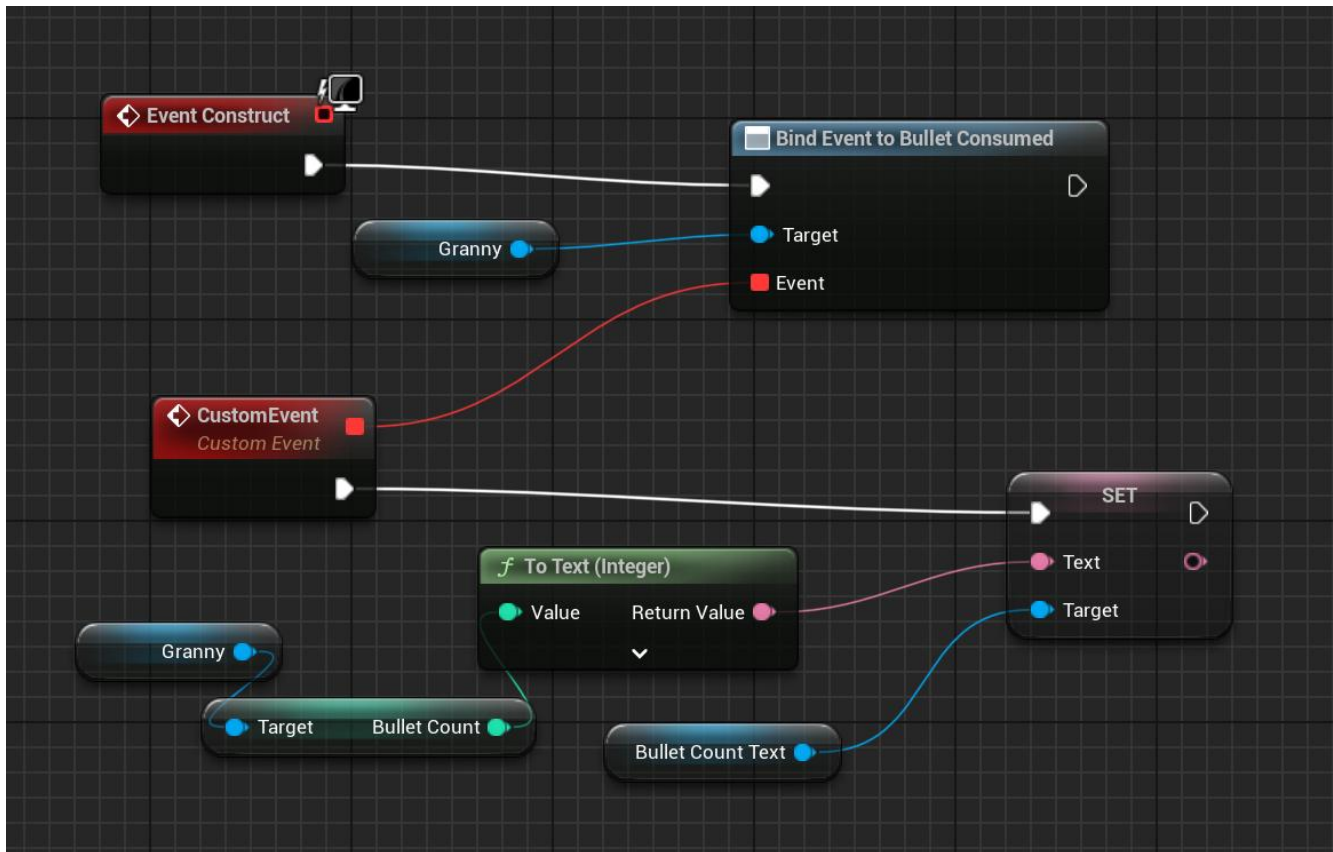 Event Construct
Bind Event to Bullet Consumed
Granny
Target
Event
CustomEvent
Custom Event
SET
Text
Target
ƒ To Text (Integer)
Value Return Value
Granny
Target Bullet Count
Bullet Count Text